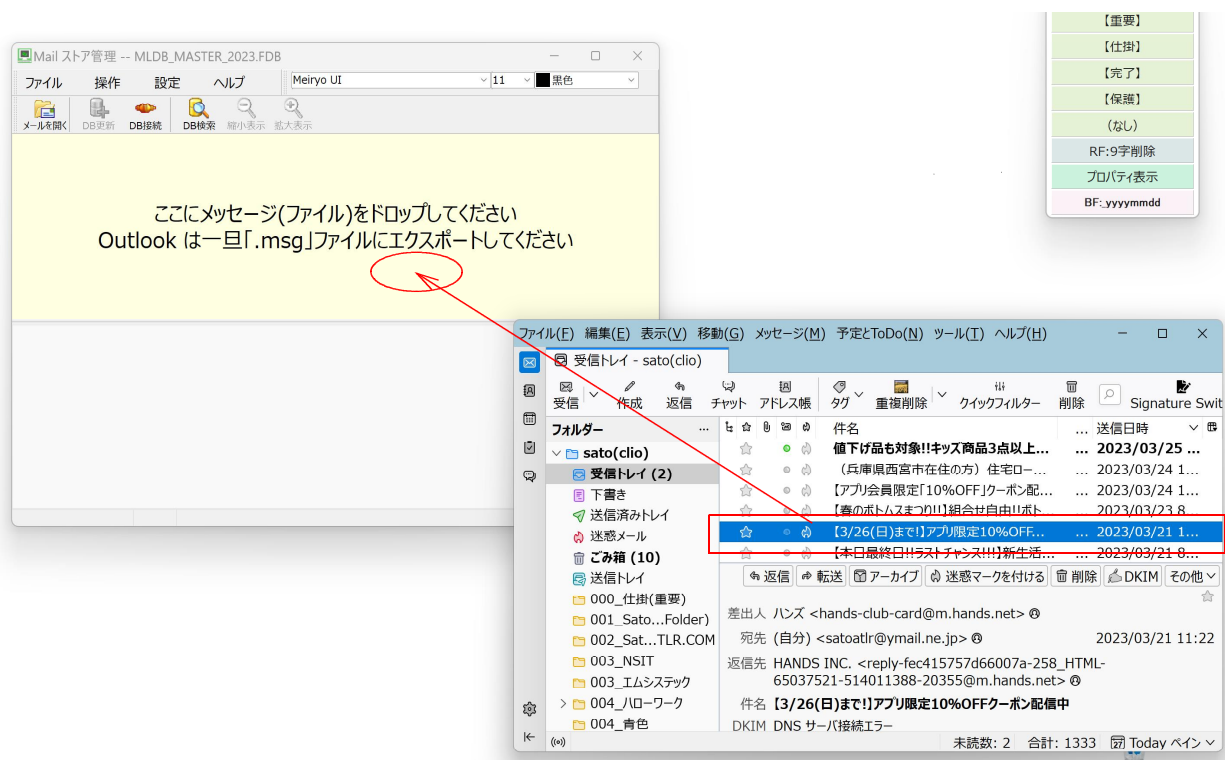 Mail ストア管理 -- MLDB_MASTER_2023.FDB
ファイル 操作 設定 ヘルプ Meiryo UI 11 黒色
メールを開く DB更新 DB接続 DB検索 縮小表示 拡大表示
ここにメッセージ(ファイル)をドロップしてください
Outlook は一旦「.msg」ファイルにエクスポートしてください
【重要】
【仕掛】
【完了】
【保護】
(なし)
RF:9字削除
プロパティ表示
BF:_yyyymmdd
ファイル(F) 編集(E) 表示(V) 移動(G) メッセージ(M) 予定とToDo(N) ツール(T) ヘルプ(H)
受信トレイ - sato(clio)
受信 作成 返信 チャット アドレス帳 タグ 重複削除 クイックフィルター 削除 Signature Swit
フォルダー ...
sato(clio)
受信トレイ (2)
下書き
送信済みトレイ
迷惑メール
ごみ箱 (10)
送信トレイ
000_仕掛(重要)
001_Sato...Folder)
002_Sat...TLR.COM
003_NSIT
003_エムシステック
004_ハローワーク
004_青色
件名 ... 送信日時
値下げ品も対象!!キッズ商品3点以上... ... 2023/03/25 ...
(兵庫県西宮市在住の方)住宅ロー... ... 2023/03/24 1...
【アプリ会員限定「10%OFF」クーポン配... ... 2023/03/24 1...
【春のボトムスまつり!!】組合せ自由!!ボト... ... 2023/03/23 8...
【3/26(日)まで!】アプリ限定10%OFF... ... 2023/03/21 1...
【本日最終日!!ラストチャンス!!!】新生活... ... 2023/03/21 8...
返信 転送 アーカイブ 迷惑マークを付ける 削除 DKIM その他
差出人 ハンズ <hands-club-card@m.hands.net>
宛先 (自分) <satoatlr@ymail.ne.jp> 2023/03/21 11:22
返信先 HANDS INC. <reply-fec415757d66007a-258_HTML-
65037521-514011388-20355@m.hands.net>
件名 【3/26(日)まで!】アプリ限定10%OFFクーポン配信中
DKIM DNS サーバ接続エラー
未読数: 2 合計: 1333 27 Today ペイン